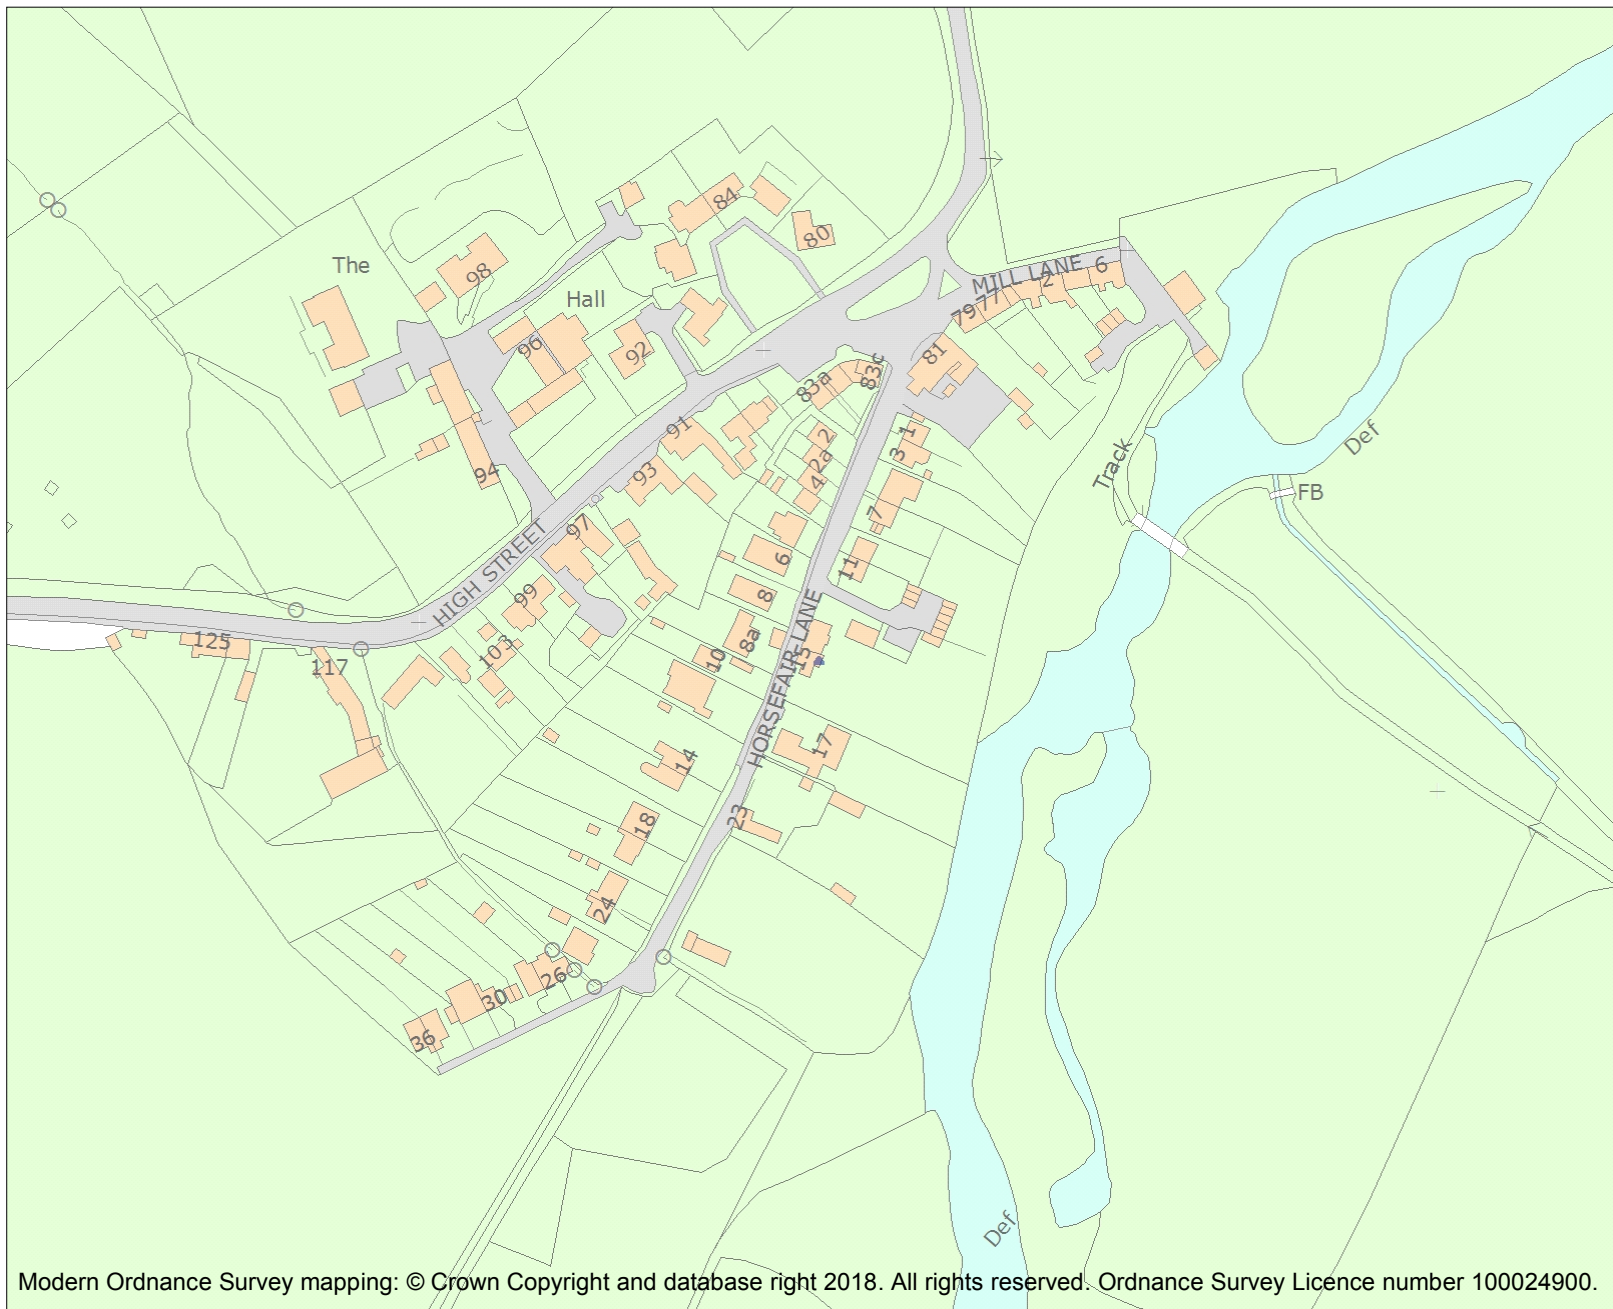 84
80
The
98
Hall
MILL LANE
6
2
77
79
96
92
81
83c
83a
91
2
1
3
2a
93
4
94
7
Track
Def
FB
HIGH STREET
97
6
11
99
8
HORSEFAIR LANE
125
103
8a
10
15
117
14
17
18
23
24
26
30
36
Def
Modern Ordnance Survey mapping: © Crown Copyright and database right 2018. All rights reserved. Ordnance Survey Licence number 100024900.